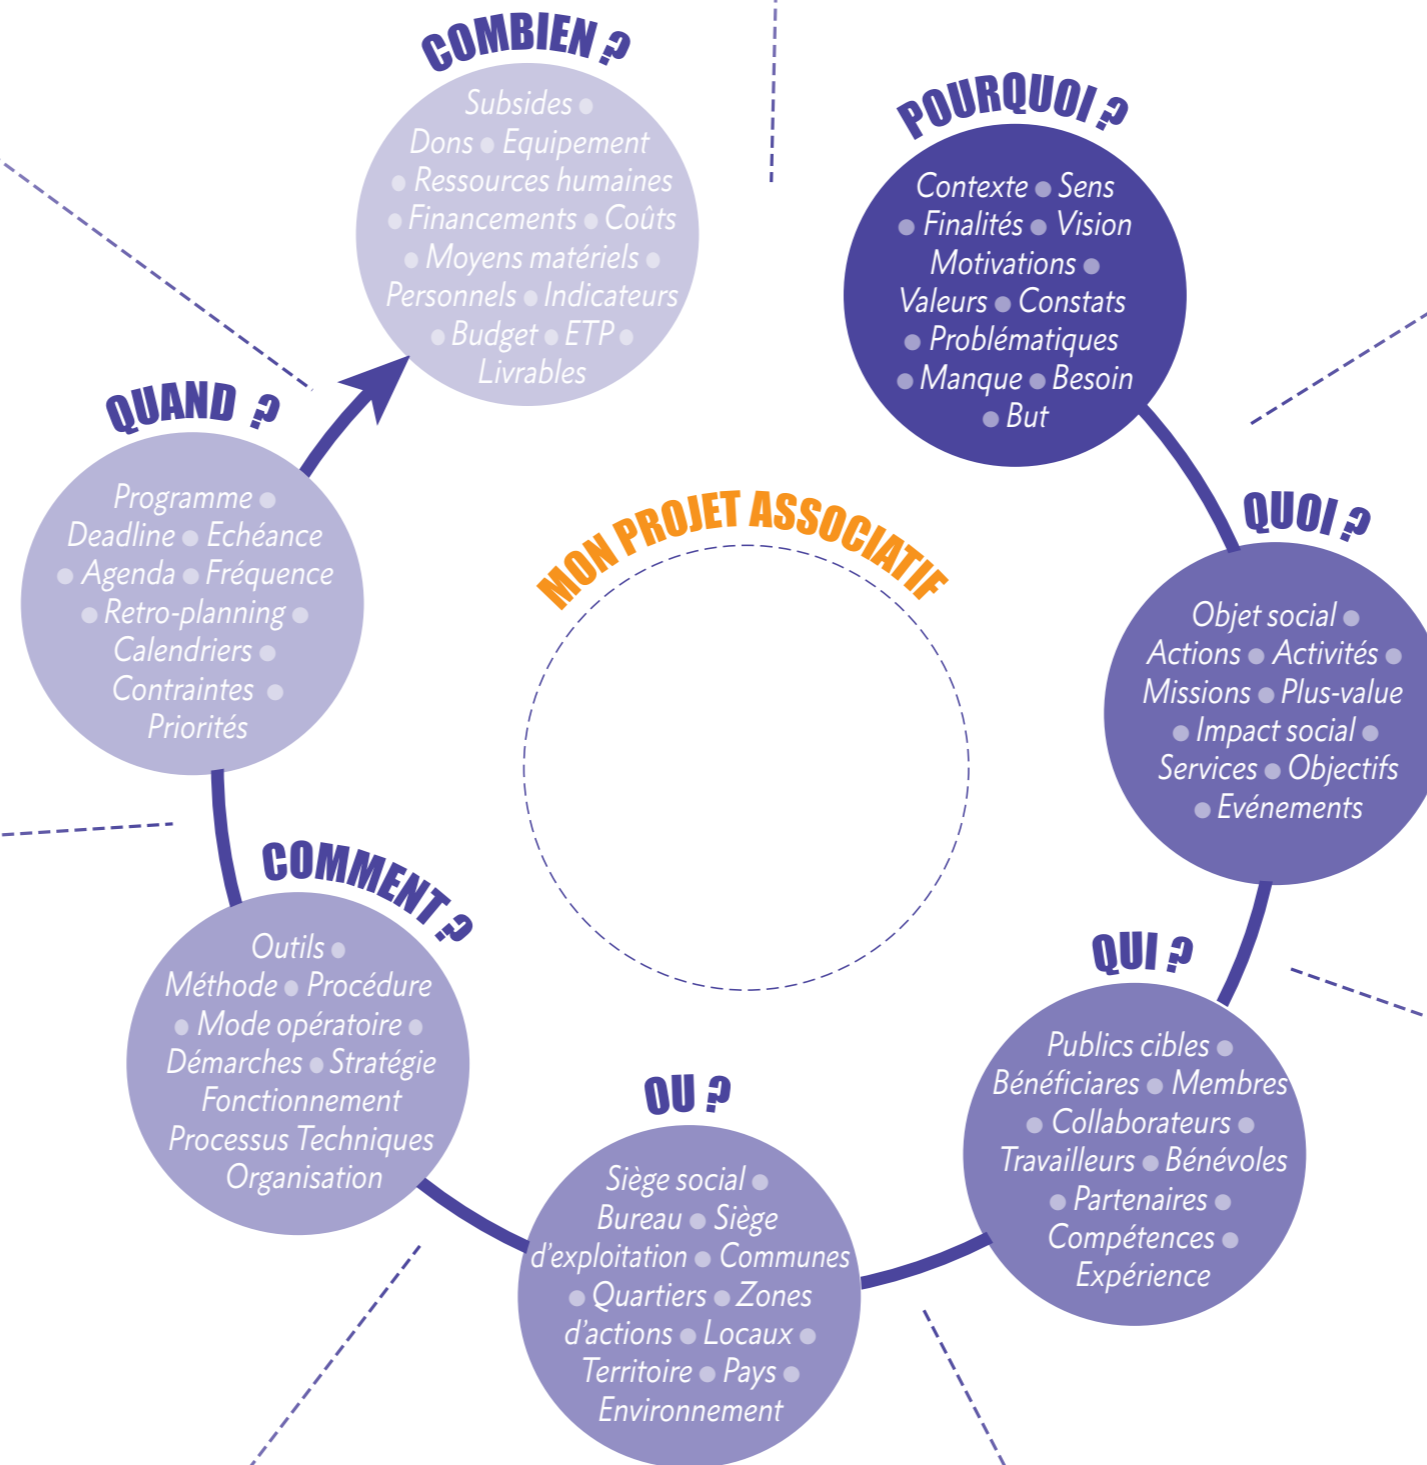 COMBIEN ?
Subsides •
Dons • Equipement
• Ressources humaines
• Financements • Coûts
• Moyens matériels •
Personnels • Indicateurs
• Budget • ETP •
Livrables
POURQUOI ?
Contexte • Sens
• Finalités • Vision
Motivations •
Valeurs • Constats
• Problématiques
• Manque • Besoin
• But
QUAND ?
Programme •
Deadline • Echéance
• Agenda • Fréquence
• Retro-planning •
Calendriers •
Contraintes •
Priorités
MON PROJET ASSOCIATIF
QUOI ?
Objet social •
Actions • Activités •
Missions • Plus-value
• Impact social •
Services • Objectifs
• Evénements
COMMENT ?
Outils •
Méthode • Procédure
• Mode opératoire •
Démarches • Stratégie
Fonctionnement
Processus Techniques
Organisation
QUI ?
Publics cibles •
Bénéficiares • Membres
• Collaborateurs •
Travailleurs • Bénévoles
• Partenaires •
Compétences •
Expérience
OU ?
Siège social •
Bureau • Siège
d'exploitation • Communes
• Quartiers • Zones
d'actions • Locaux •
Territoire • Pays •
Environnement